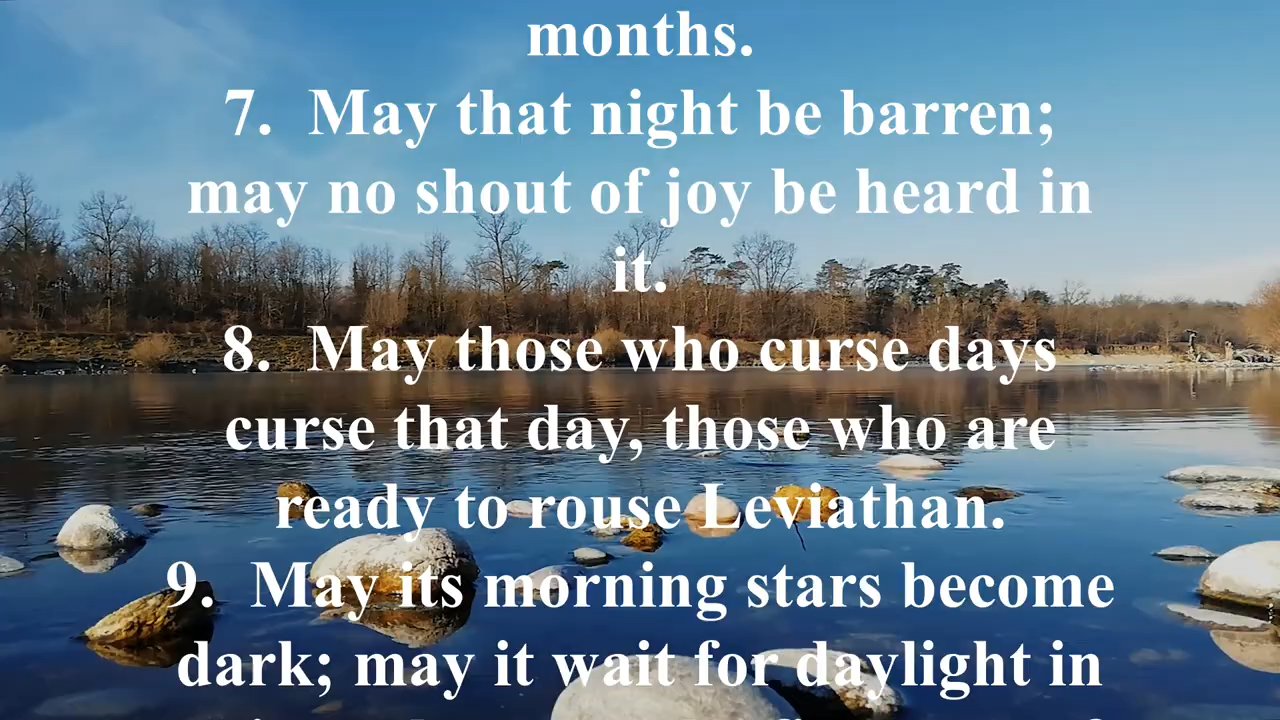 months.
7. May that night be barren;
may no shout of joy be heard in
it.
8. May those who curse days
curse that day, those who are
ready to rouse Leviathan.
9. May its morning stars become
dark; may it wait for daylight in